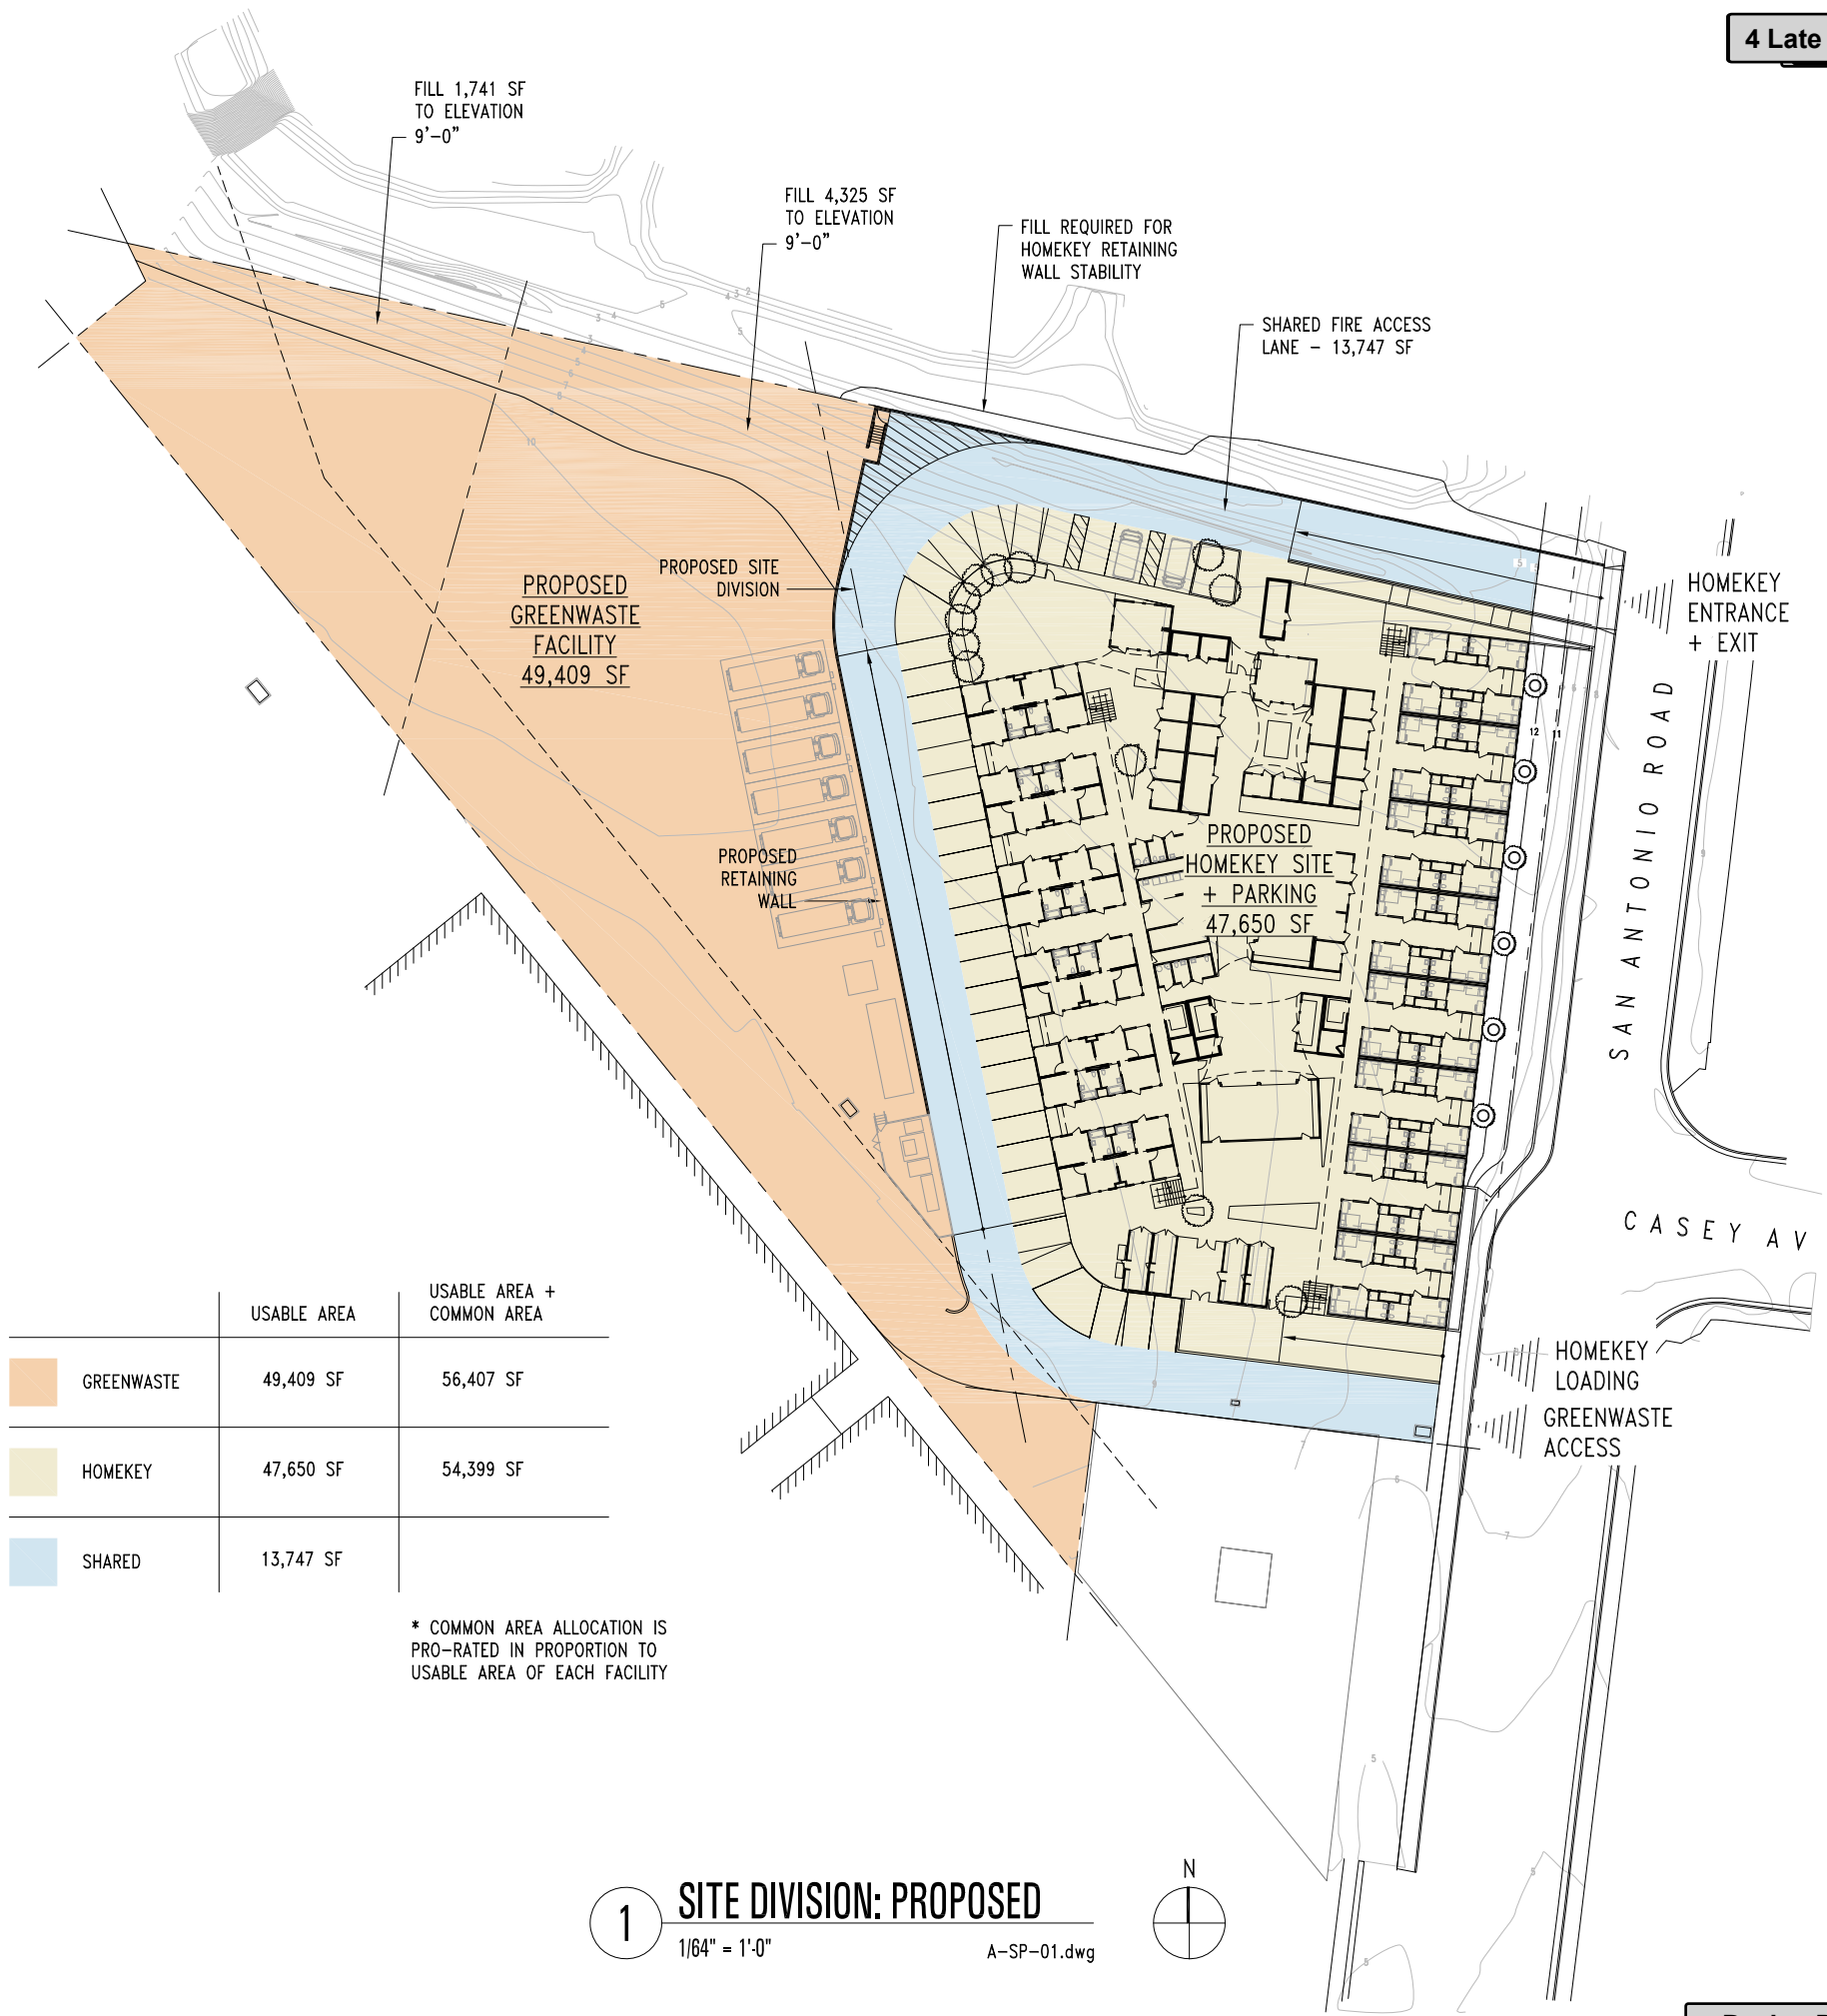 4 Late
FILL 1,741 SF
TO ELEVATION
9'-0"
FILL 4,325 SF
TO ELEVATION
9'-0"
FILL REQUIRED FOR
HOMEKEY RETAINING
WALL STABILITY
SHARED FIRE ACCESS
LANE - 13,747 SF
PROPOSED SITE
DIVISION
PROPOSED
GREENWASTE
FACILITY
49,409 SF
HOMEKEY
ENTRANCE
+ EXIT
SAN ANTONIO ROAD
12 11
PROPOSED
RETAINING
WALL
PROPOSED
HOMEKEY SITE
+ PARKING
47,650 SF
CASEY AV
HOMEKEY
LOADING
GREENWASTE
ACCESS
USABLE AREA
USABLE AREA +
COMMON AREA
GREENWASTE 49,409 SF 56,407 SF
HOMEKEY 47,650 SF 54,399 SF
SHARED 13,747 SF
* COMMON AREA ALLOCATION IS
PRO-RATED IN PROPORTION TO
USABLE AREA OF EACH FACILITY
1 SITE DIVISION: PROPOSED
1/64" = 1'-0" A-SP-01.dwg
N